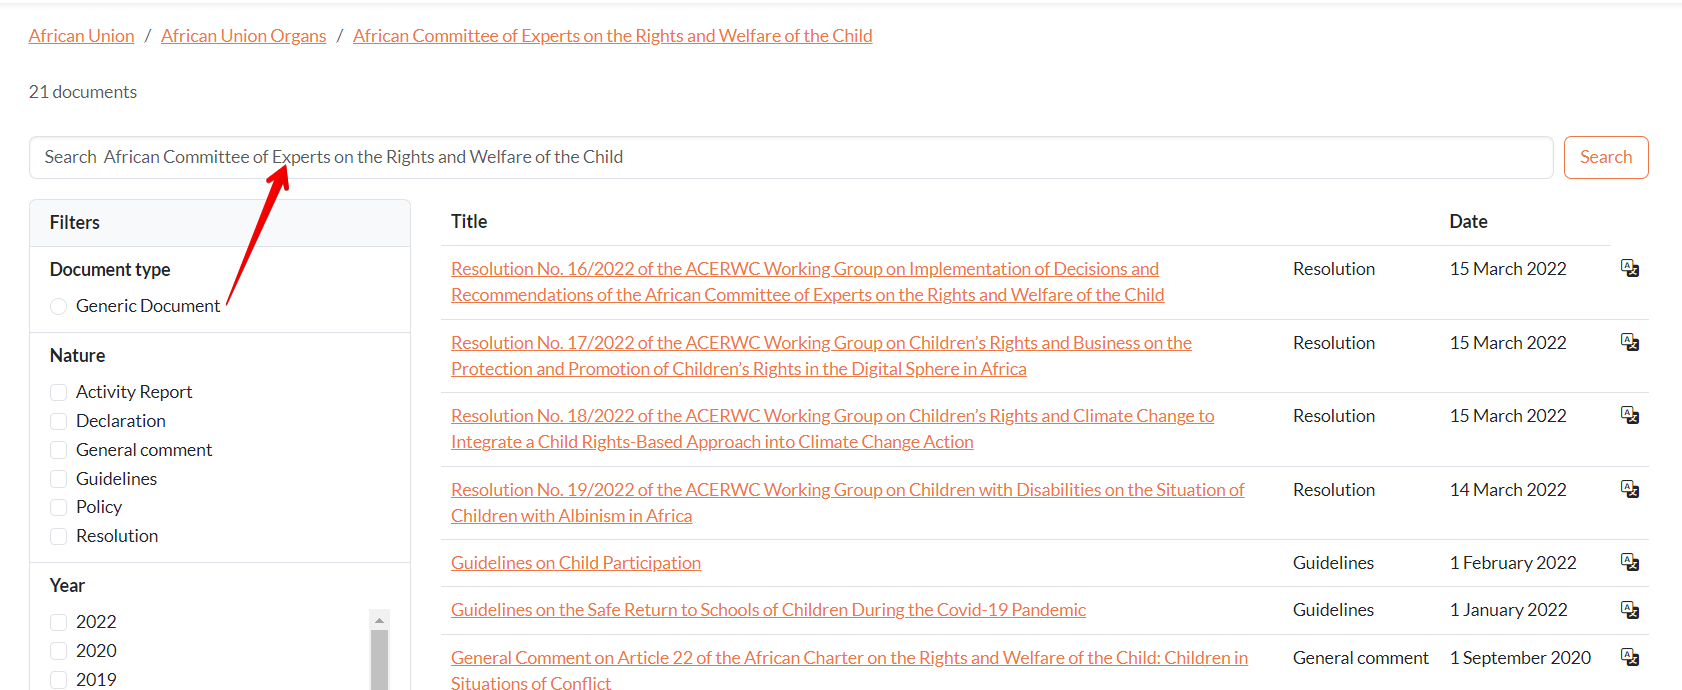 African Union / African Union Organs / African Committee of Experts on the Rights and Welfare of the Child
21 documents
Search African Committee of Experts on the Rights and Welfare of the Child
Search
Filters
Document type
Generic Document
Nature
Activity Report
Declaration
General comment
Guidelines
Policy
Resolution
Year
2022
2020
2019
Title Date
Resolution No. 16/2022 of the ACERWC Working Group on Implementation of Decisions and Resolution 15 March 2022
Recommendations of the African Committee of Experts on the Rights and Welfare of the Child
Resolution No. 17/2022 of the ACERWC Working Group on Children’s Rights and Business on the Resolution 15 March 2022
Protection and Promotion of Children’s Rights in the Digital Sphere in Africa
Resolution No. 18/2022 of the ACERWC Working Group on Children’s Rights and Climate Change to Resolution 15 March 2022
Integrate a Child Rights-Based Approach into Climate Change Action
Resolution No. 19/2022 of the ACERWC Working Group on Children with Disabilities on the Situation of Resolution 14 March 2022
Children with Albinism in Africa
Guidelines on Child Participation Guidelines 1 February 2022
Guidelines on the Safe Return to Schools of Children During the Covid-19 Pandemic Guidelines 1 January 2022
General Comment on Article 22 of the African Charter on the Rights and Welfare of the Child: Children in General comment 1 September 2020
Situations of Conflict